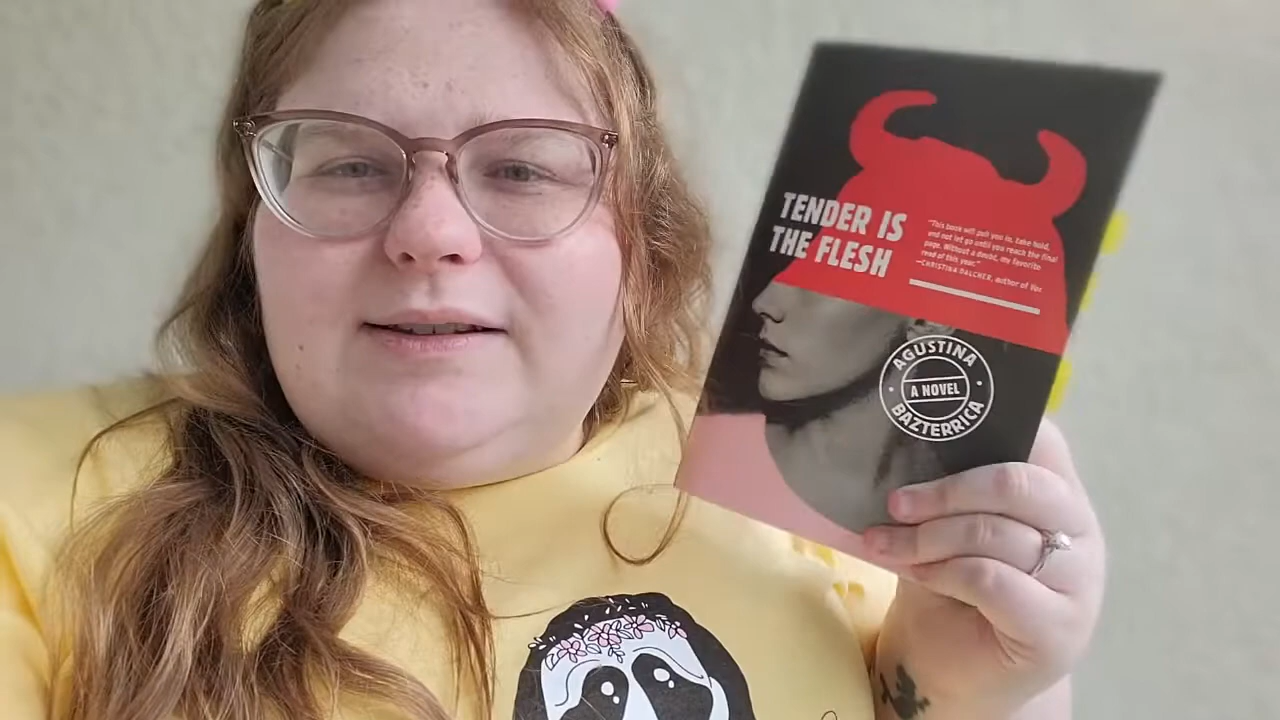 TENDER IS
THE FLESH
"This book will pull you in, take hold,
and not let go until you reach the final
page. Without a doubt, my favorite
read of this year."
—CHRISTINA DALCHER, author of Vox
AGUSTINA
A NOVEL
BAZTERRICA